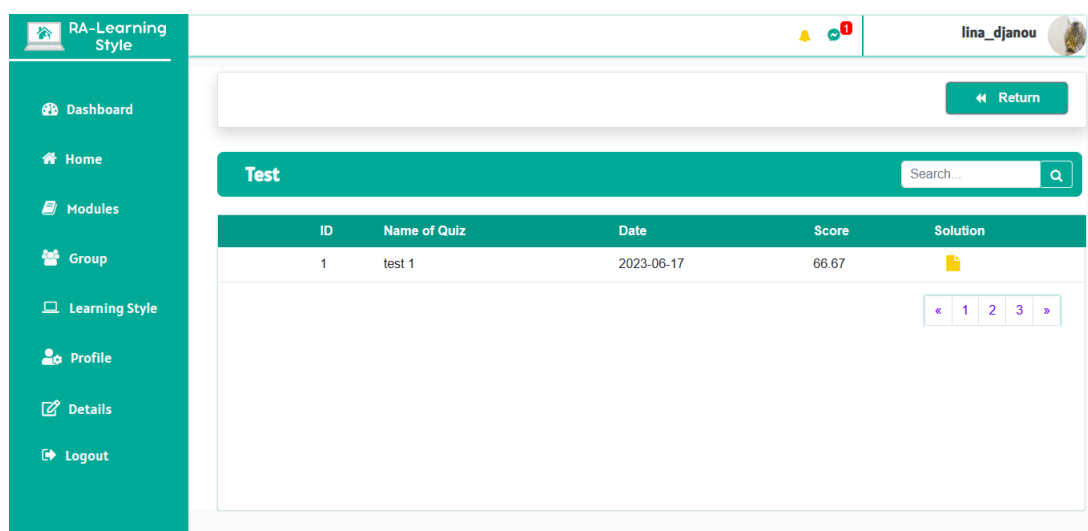 RA-Learning
Style
1
lina_djanou
Dashboard
Home
Modules
Group
Learning Style
Profile
Details
Logout
Return
Test
Search...
ID Name of Quiz Date Score Solution
1 test 1 2023-06-17 66.67
« 1 2 3 »